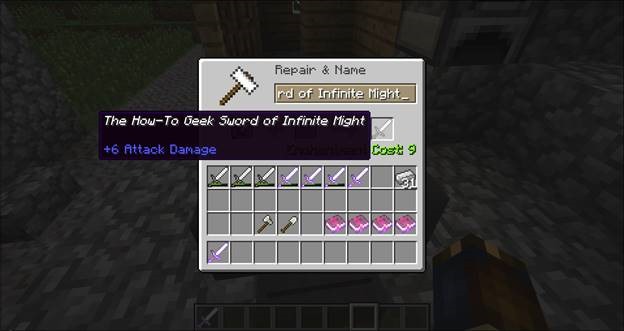 Repair & Name
rd of Infinite Might_
The How-To Geek Sword of Infinite Might
+6 Attack Damage
Cost 9
31